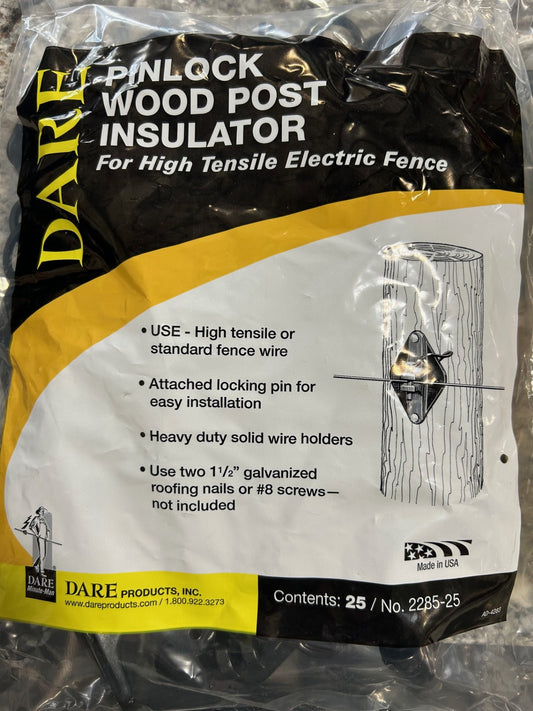 DARE
PINLOCK
WOOD POST
INSULATOR
For High Tensile Electric Fence
• USE - High tensile or
standard fence wire
• Attached locking pin for
easy installation
• Heavy duty solid wire holders
• Use two 1 1/2" galvanized
roofing nails or #8 screws—
not included
Made in USA
DARE
Minute-Man
DARE PRODUCTS, INC.
www.dareproducts.com / 1.800.922.3273
Contents: 25 / No. 2285-25